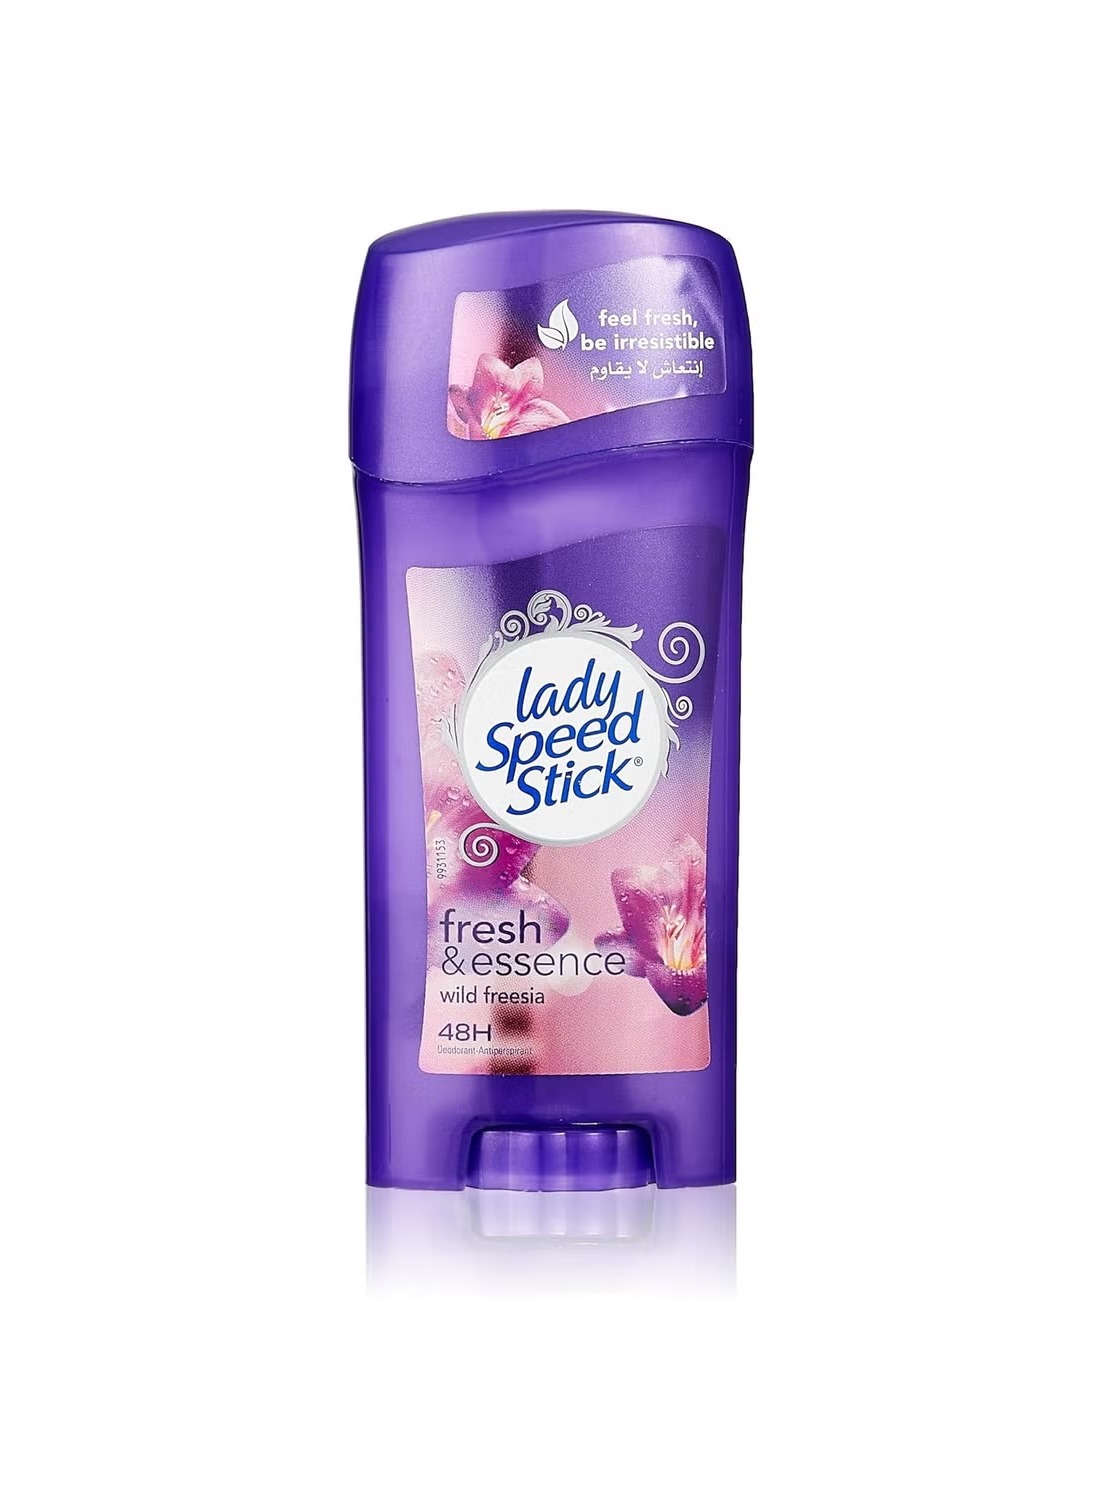 feel fresh,
be irresistible
إنتعاش لا يقاوم
lady
Speed
Stick®
9931153
fresh
& essence
wild freesia
48H
Deodorant-Antiperspirant